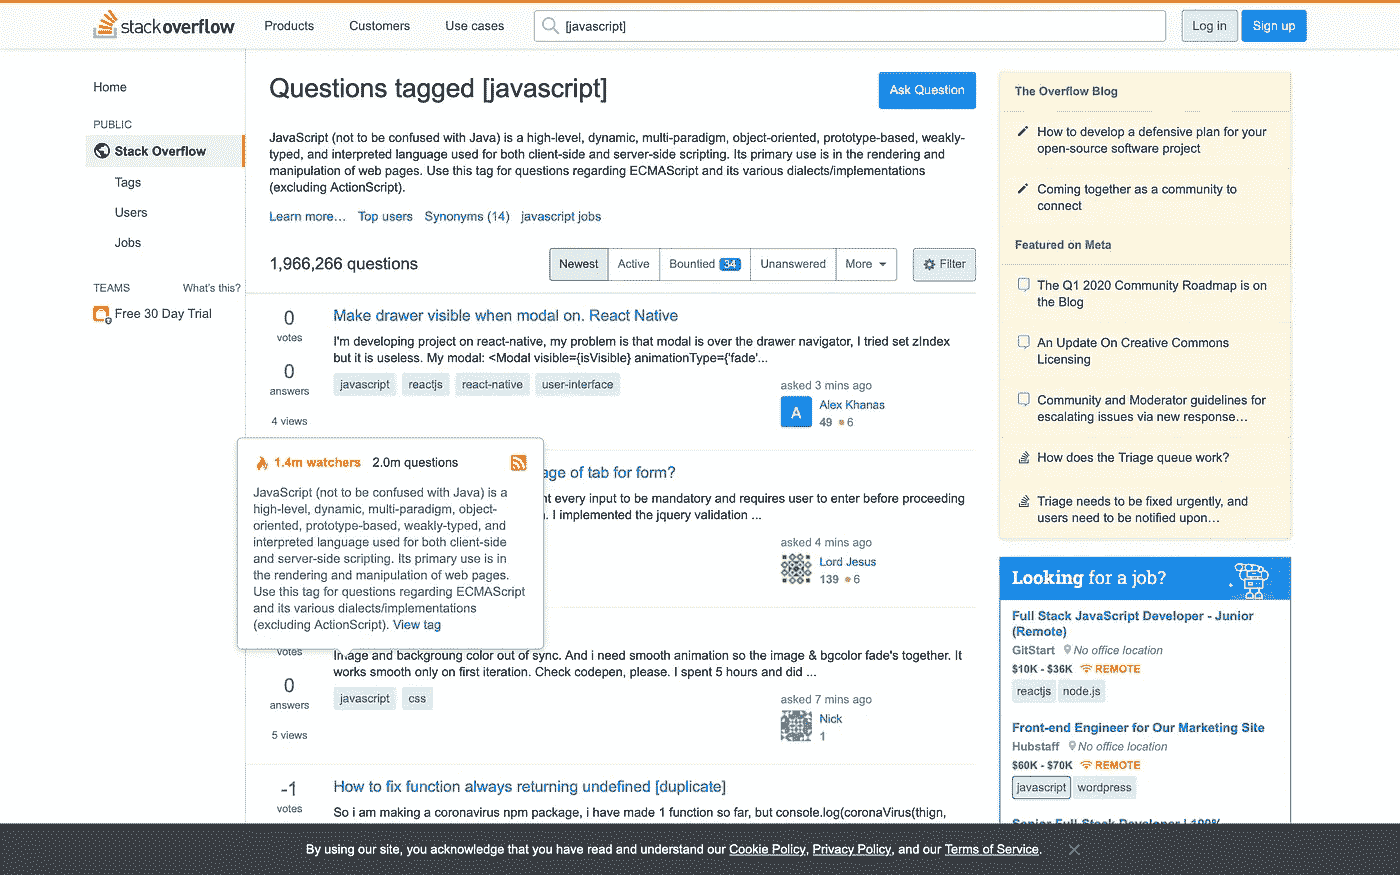 stackoverflow
Products
Customers
Use cases
[javascript]
Log in
Sign up
Home
PUBLIC
Stack Overflow
Tags
Users
Jobs
TEAMS
What's this?
Free 30 Day Trial
Questions tagged [javascript]
Ask Question
JavaScript (not to be confused with Java) is a high-level, dynamic, multi-paradigm, object-oriented, prototype-based, weakly-
typed, and interpreted language used for both client-side and server-side scripting. Its primary use is in the rendering and
manipulation of web pages. Use this tag for questions regarding ECMAScript and its various dialects/implementations
(excluding ActionScript).
Learn more… Top users Synonyms (14) javascript jobs
1,966,266 questions
Newest
Active
Bountied 34
Unanswered
More
Filter
0
votes
0
answers
4 views
Make drawer visible when modal on. React Native
I'm developing project on react-native, my problem is that modal is over the drawer navigator, I tried set zIndex
but it is useless. My modal: <Modal visible={isVisible} animationType={'fade'...
javascript reactjs react-native user-interface
asked 3 mins ago
A
Alex Khanas
49 6
1.4m watchers 2.0m questions
JavaScript (not to be confused with Java) is a
high-level, dynamic, multi-paradigm, object-
oriented, prototype-based, weakly-typed, and
interpreted language used for both client-side
and server-side scripting. Its primary use is in
the rendering and manipulation of web pages.
Use this tag for questions regarding ECMAScript
and its various dialects/implementations
(excluding ActionScript). View tag
age of tab for form?
nt every input to be mandatory and requires user to enter before proceeding
. I implemented the jquery validation ...
asked 4 mins ago
Lord Jesus
139 6
votes
0
answers
5 views
Image and backgroung color out of sync. And i need smooth animation so the image & bgcolor fade's together. It
works smooth only on first iteration. Check codepen, please. I spent 5 hours and did ...
javascript css
asked 7 mins ago
Nick
1
-1
votes
How to fix function always returning undefined [duplicate]
So i am making a coronavirus npm package, i have made 1 function so far, but console.log(coronaVirus(thign,
The Overflow Blog
How to develop a defensive plan for your
open-source software project
Coming together as a community to
connect
Featured on Meta
The Q1 2020 Community Roadmap is on
the Blog
An Update On Creative Commons
Licensing
Community and Moderator guidelines for
escalating issues via new response…
How does the Triage queue work?
Triage needs to be fixed urgently, and
users need to be notified upon…
Looking for a job?
Full Stack JavaScript Developer - Junior
(Remote)
GitStart No office location
$10K - $36K REMOTE
reactjs node.js
Front-end Engineer for Our Marketing Site
Hubstaff No office location
$60K - $70K REMOTE
javascript wordpress
Senior Full Stack Developer | 100%
By using our site, you acknowledge that you have read and understand our Cookie Policy, Privacy Policy, and our Terms of Service.